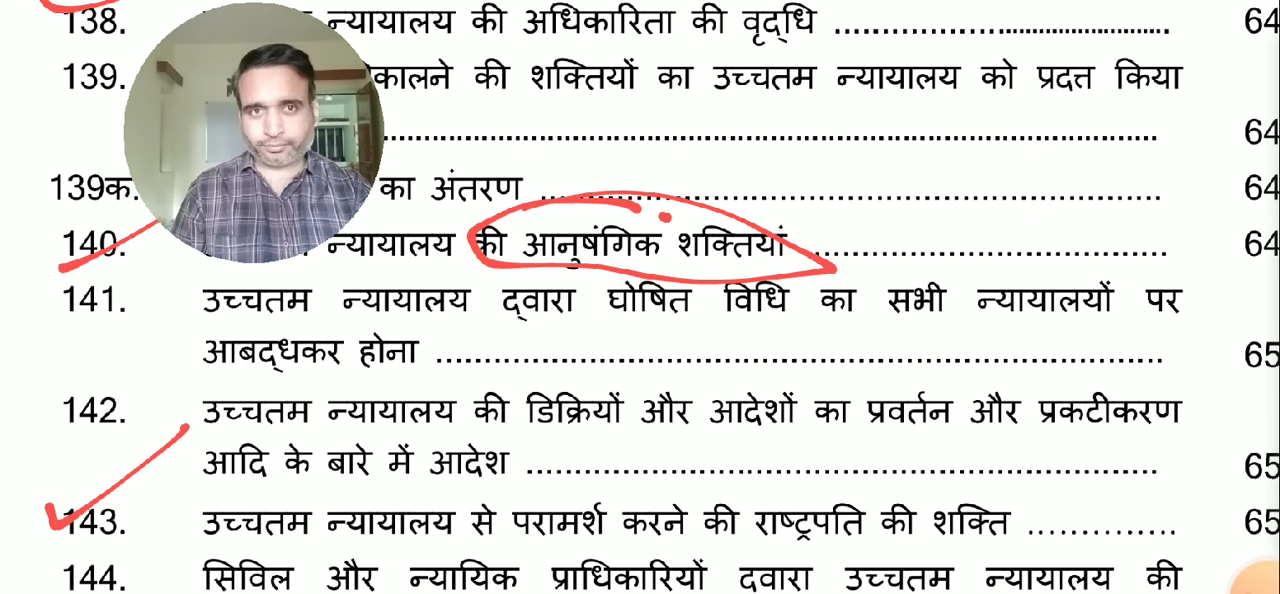 138. न्यायालय की अधिकारिता की वृद्धि ........................................ 64
139. की शक्तियों का उच्चतम न्यायालय को प्रदत्त किया
........................................................................................ 64
139क. का अंतरण ........................................................................ 64
140. न्यायालय की आनुषंगिक शक्तियां ............................................ 64
141. उच्चतम न्यायालय द्वारा घोषित विधि का सभी न्यायालयों पर
आबद्धकर होना ........................................................................ 65
142. उच्चतम न्यायालय की डिक्रियों और आदेशों का प्रवर्तन और प्रकटीकरण
आदि के बारे में आदेश ............................................................... 65
143. उच्चतम न्यायालय से परामर्श करने की राष्ट्रपति की शक्ति .............. 65
144. सिविल और न्यायिक प्राधिकारियों द्वारा उच्चतम न्यायालय की